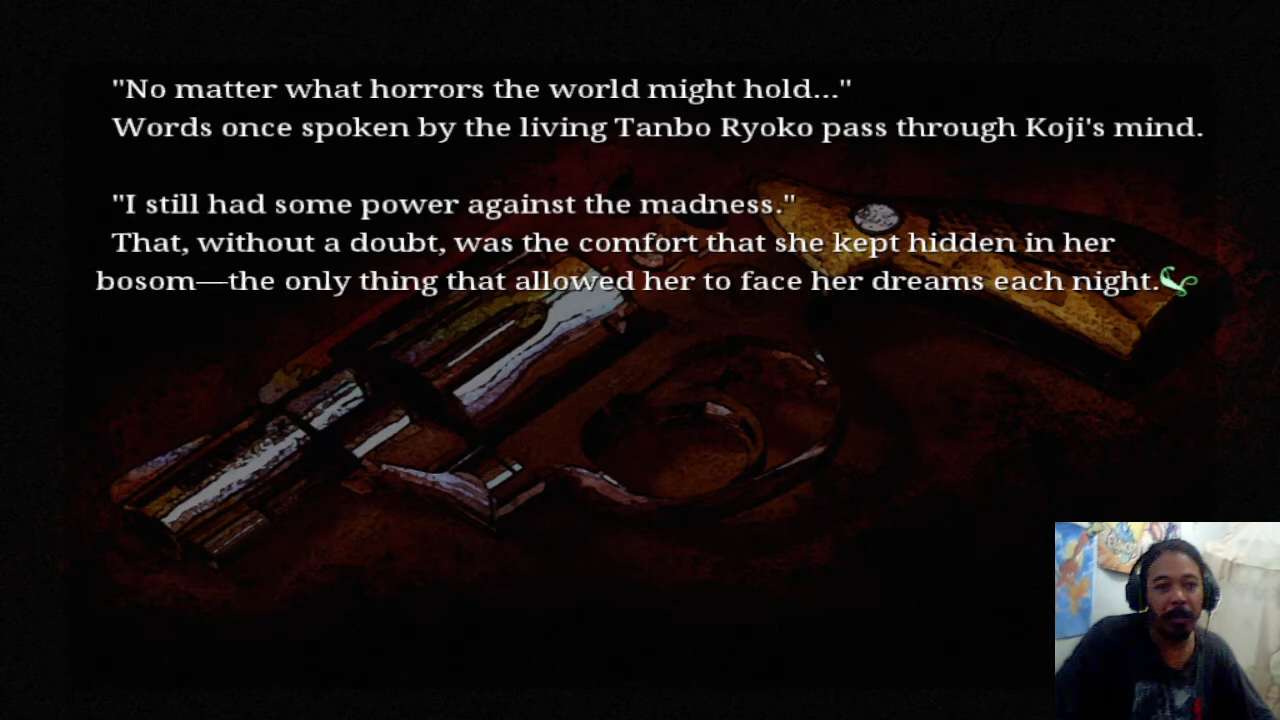 "No matter what horrors the world might hold..."
Words once spoken by the living Tanbo Ryoko pass through Koji's mind.
"I still had some power against the madness."
That, without a doubt, was the comfort that she kept hidden in her
bosom—the only thing that allowed her to face her dreams each night.